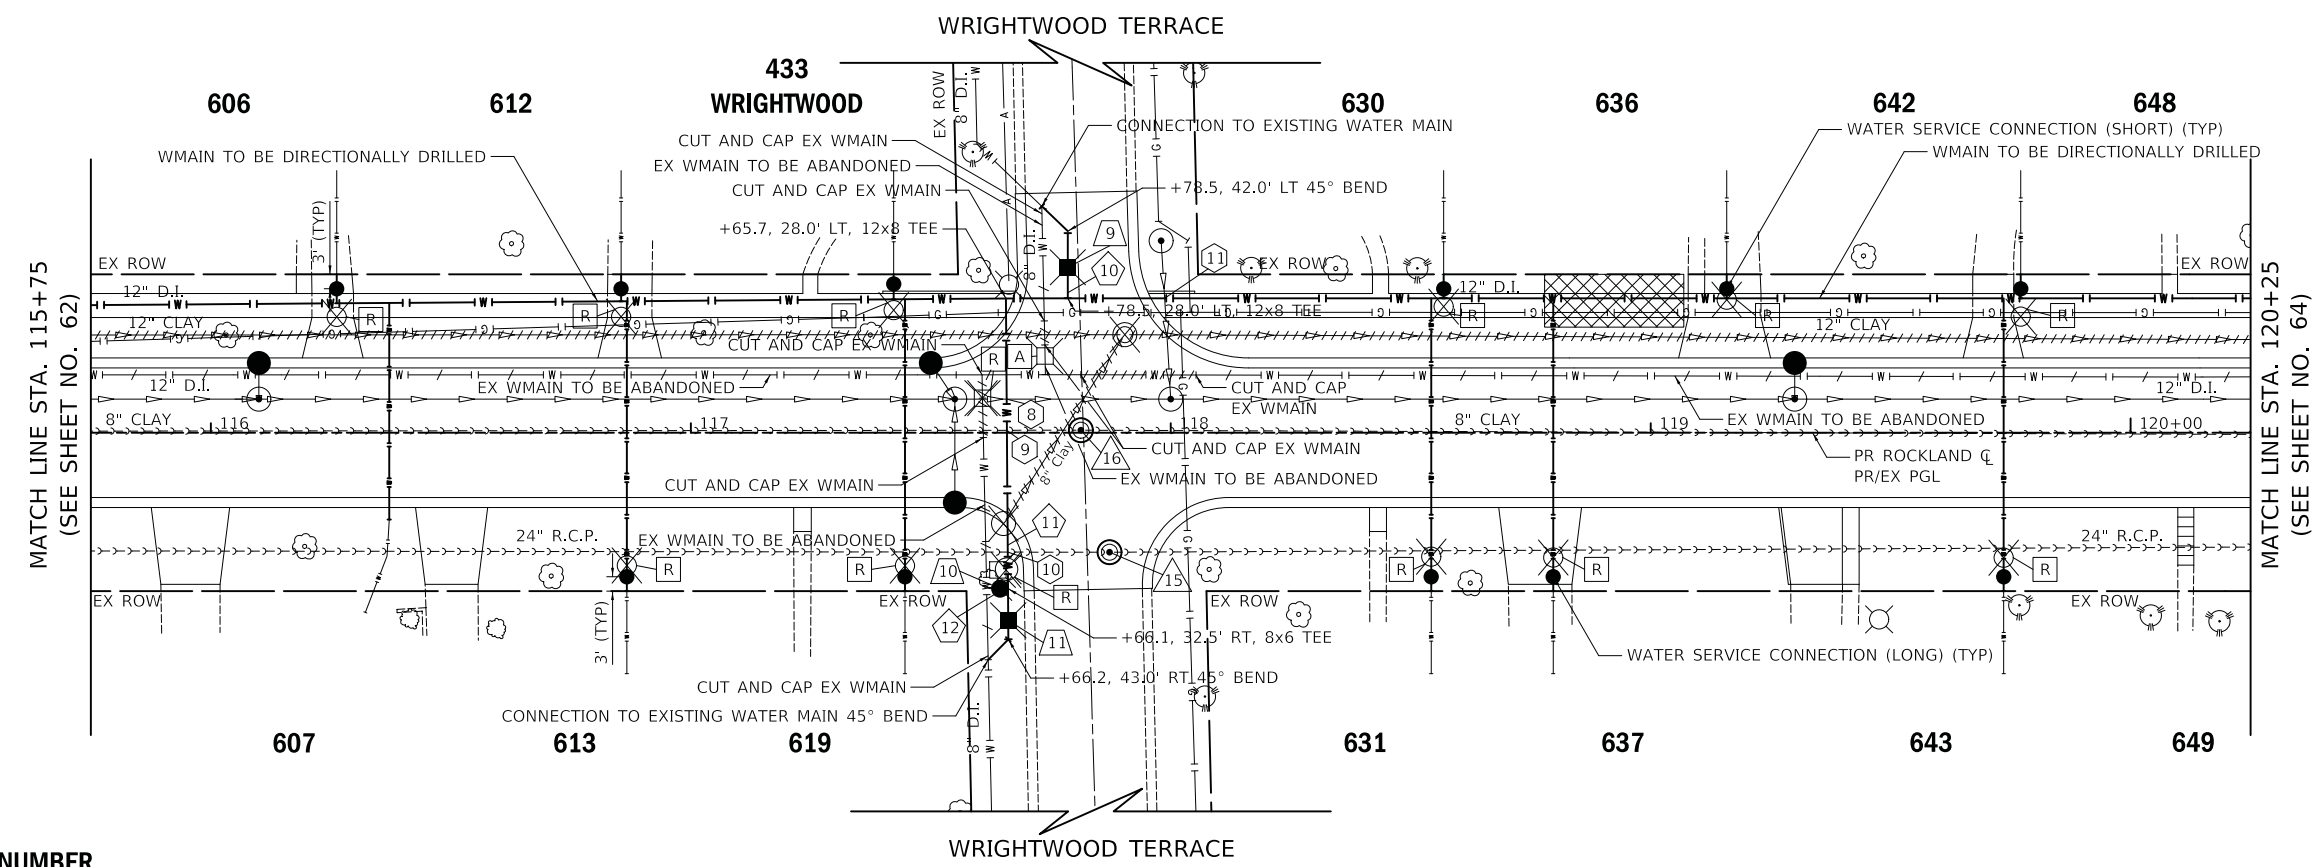 WRIGHTWOOD TERRACE
433
WRIGHTWOOD
606
612
630
636
642
648
CUT AND CAP EX WMAIN
CONNECTION TO EXISTING WATER MAIN
WATER SERVICE CONNECTION (SHORT) (TYP)
WMAIN TO BE DIRECTIONALLY DRILLED
EX WMAIN TO BE ABANDONED
WMAIN TO BE DIRECTIONALLY DRILLED
CUT AND CAP EX WMAIN
+78.5, 42.0' LT 45° BEND
+65.7, 28.0' LT, 12x8 TEE
EX ROW
8" D.I.
3' (TYP)
8" D.I.
9
10
11
EX ROW
EX ROW
EX ROW
12" D.I.
12" D.I.
R
R
R
R
R
R
+78.5, 28.0' LT, 12x8 TEE
12" CLAY
12" CLAY
CUT AND CAP EX WMAIN
R
A
12" D.I.
EX WMAIN TO BE ABANDONED
CUT AND CAP
EX WMAIN
12" D.I.
8
8" CLAY
116
117
118
8" CLAY
119
EX WMAIN TO BE ABANDONED
120+00
9
8" Clay
16
CUT AND CAP EX WMAIN
PR ROCKLAND ℄
PR/EX PGL
CUT AND CAP EX WMAIN
EX WMAIN TO BE ABANDONED
24" R.C.P.
EX WMAIN TO BE ABANDONED
11
24" R.C.P.
R
R
10
10
15
R
R
R
R
EX ROW
EX ROW
EX ROW
EX ROW
3' (TYP)
12
11
+66.1, 32.5' RT, 8x6 TEE
WATER SERVICE CONNECTION (LONG) (TYP)
+66.2, 43.0' RT 45° BEND
CUT AND CAP EX WMAIN
CONNECTION TO EXISTING WATER MAIN 45° BEND
8" D.I.
607
613
619
631
637
643
649
MATCH LINE STA. 115+75
(SEE SHEET NO. 62)
MATCH LINE STA. 120+25
(SEE SHEET NO. 64)
WRIGHTWOOD TERRACE
NUMBER